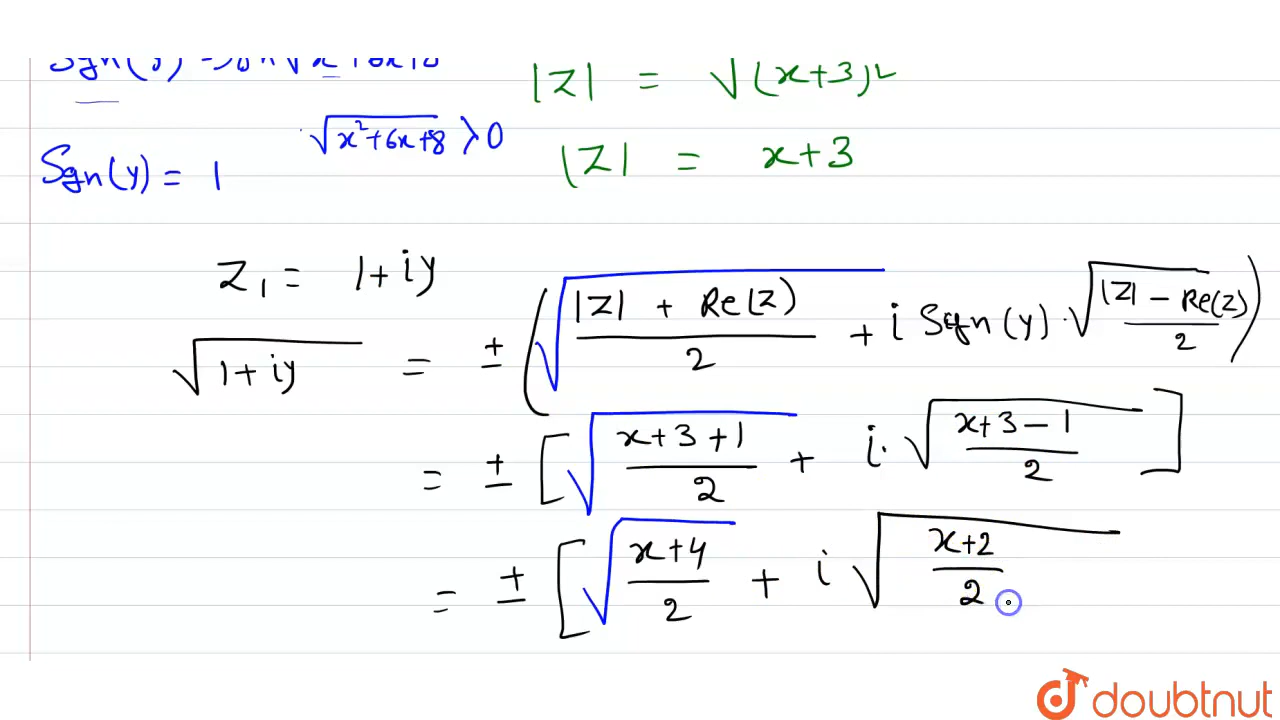 |Z| = √(x+3)²
√x²+6x+8 > 0
|Z| = x+3
Sgn(y) = 1
Z₁ = 1+iy
√1+iy = ± (√|Z| + Re(Z)/2 + i Sgn(y) · √|Z| - Re(Z)/2)
= ± [√x+3+1/2 + i · √x+3-1/2]
= ± [√x+4/2 + i √x+2/2
doubtnut